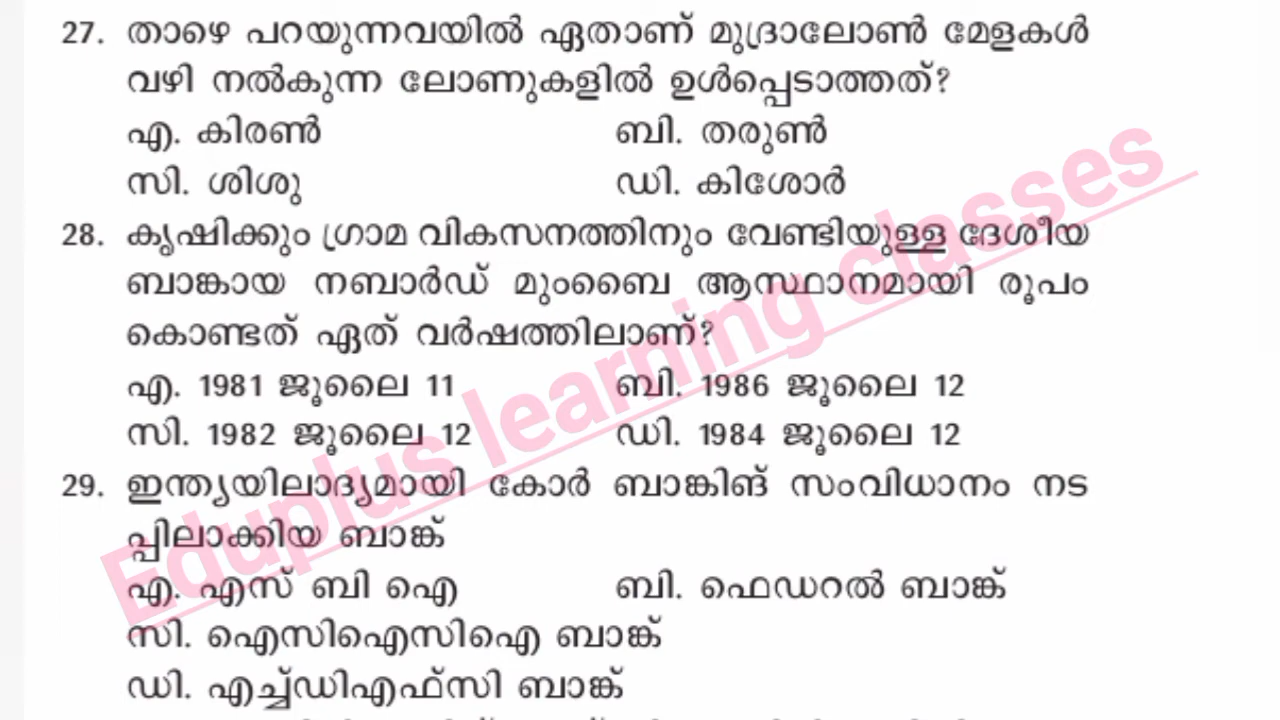 27. താഴെ പറയുന്നവയിൽ ഏതാണ് മുദ്രാലോൺ മേളകൾ
വഴി നൽകുന്ന ലോണുകളിൽ ഉൾപ്പെടാത്തത്?
എ. കിരൺ ബി. തരുൺ
സി. ശിശു ഡി. കിശോർ
28. കൃഷിക്കും ഗ്രാമ വികസനത്തിനും വേണ്ടിയുള്ള ദേശീയ
ബാങ്കായ നബാർഡ് മുംബൈ ആസ്ഥാനമായി രൂപം
കൊണ്ടത് ഏത് വർഷത്തിലാണ്?
എ. 1981 ജൂലൈ 11 ബി. 1986 ജൂലൈ 12
സി. 1982 ജൂലൈ 12 ഡി. 1984 ജൂലൈ 12
29. ഇന്ത്യയിലാദ്യമായി കോർ ബാങ്കിങ് സംവിധാനം നട
പ്പിലാക്കിയ ബാങ്ക്
എ. എസ് ബി ഐ ബി. ഫെഡറൽ ബാങ്ക്
സി. ഐസിഐസിഐ ബാങ്ക്
ഡി. എച്ച്ഡിഎഫ്സി ബാങ്ക്
Eduplus learning classes